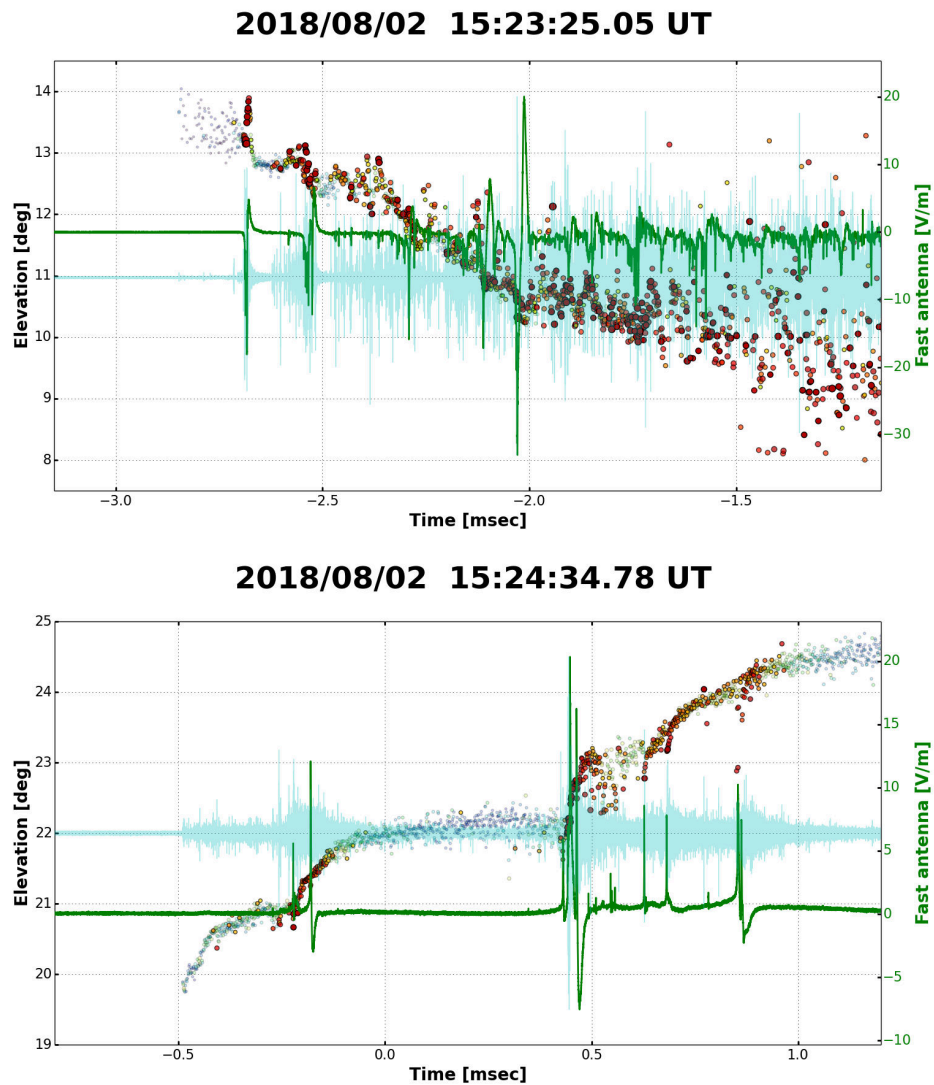 2018/08/02 15:23:25.05 UT
14
13
12
11
10
9
8
Elevation [deg]
20
10
0
−10
−20
−30
Fast antenna [V/m]
−3.0 −2.5 −2.0 −1.5
Time [msec]
2018/08/02 15:24:34.78 UT
25
24
23
22
21
20
19
Elevation [deg]
20
15
10
5
0
−5
−10
Fast antenna [V/m]
−0.5 0.0 0.5 1.0
Time [msec]